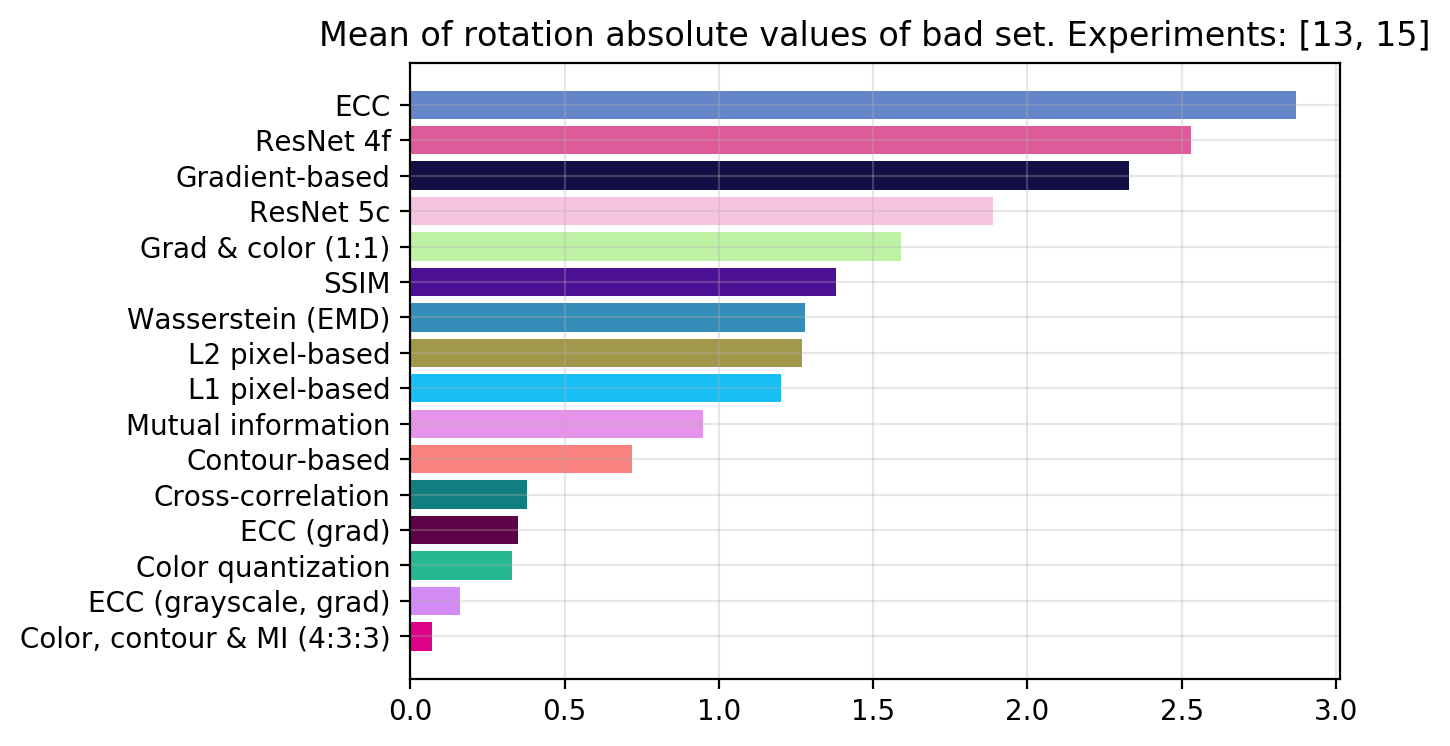 Mean of rotation absolute values of bad set. Experiments: [13, 15]
ECC
ResNet 4f
Gradient-based
ResNet 5c
Grad & color (1:1)
SSIM
Wasserstein (EMD)
L2 pixel-based
L1 pixel-based
Mutual information
Contour-based
Cross-correlation
ECC (grad)
Color quantization
ECC (grayscale, grad)
Color, contour & MI (4:3:3)
0.0 0.5 1.0 1.5 2.0 2.5 3.0